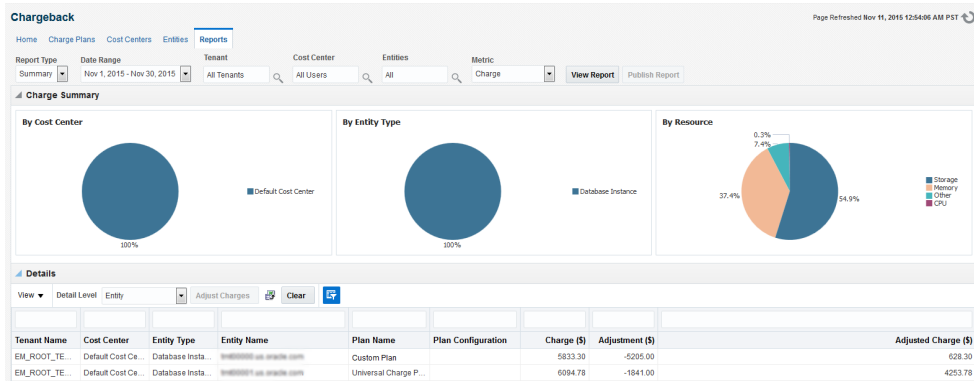 Chargeback
Page Refreshed Nov 11, 2015 12:54:06 AM PST
Home Charge Plans Cost Centers Entities Reports
Report Type Date Range Tenant Cost Center Entities Metric
Summary Nov 1, 2015 - Nov 30, 2015 All Tenants All Users All Charge View Report Publish Report
Charge Summary
By Cost Center
Default Cost Center
100%
By Entity Type
Database Instance
100%
By Resource
0.3%
7.4%
37.4%
54.9%
Storage
Memory
Other
CPU
Details
View Detail Level Entity Adjust Charges Clear
Tenant Name Cost Center Entity Type Entity Name Plan Name Plan Configuration Charge ($) Adjustment ($) Adjusted Charge ($)
EM_ROOT_TE... Default Cost Ce... Database Insta... Custom Plan 5833.30 -5205.00 628.30
EM_ROOT_TE... Default Cost Ce... Database Insta... Universal Charge P... 6094.78 -1841.00 4253.78